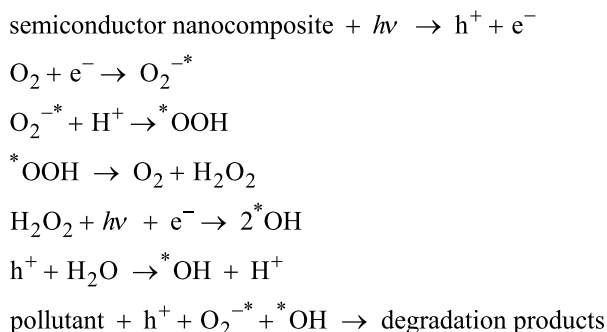 semiconductor nanocomposite + hν → h⁺ + e⁻
O₂ + e⁻ → O₂⁻*
O₂⁻* + H⁺ → *OOH
*OOH → O₂ + H₂O₂
H₂O₂ + hν + e⁻ → 2*OH
h⁺ + H₂O → *OH + H⁺
pollutant + h⁺ + O₂⁻* + *OH → degradation products